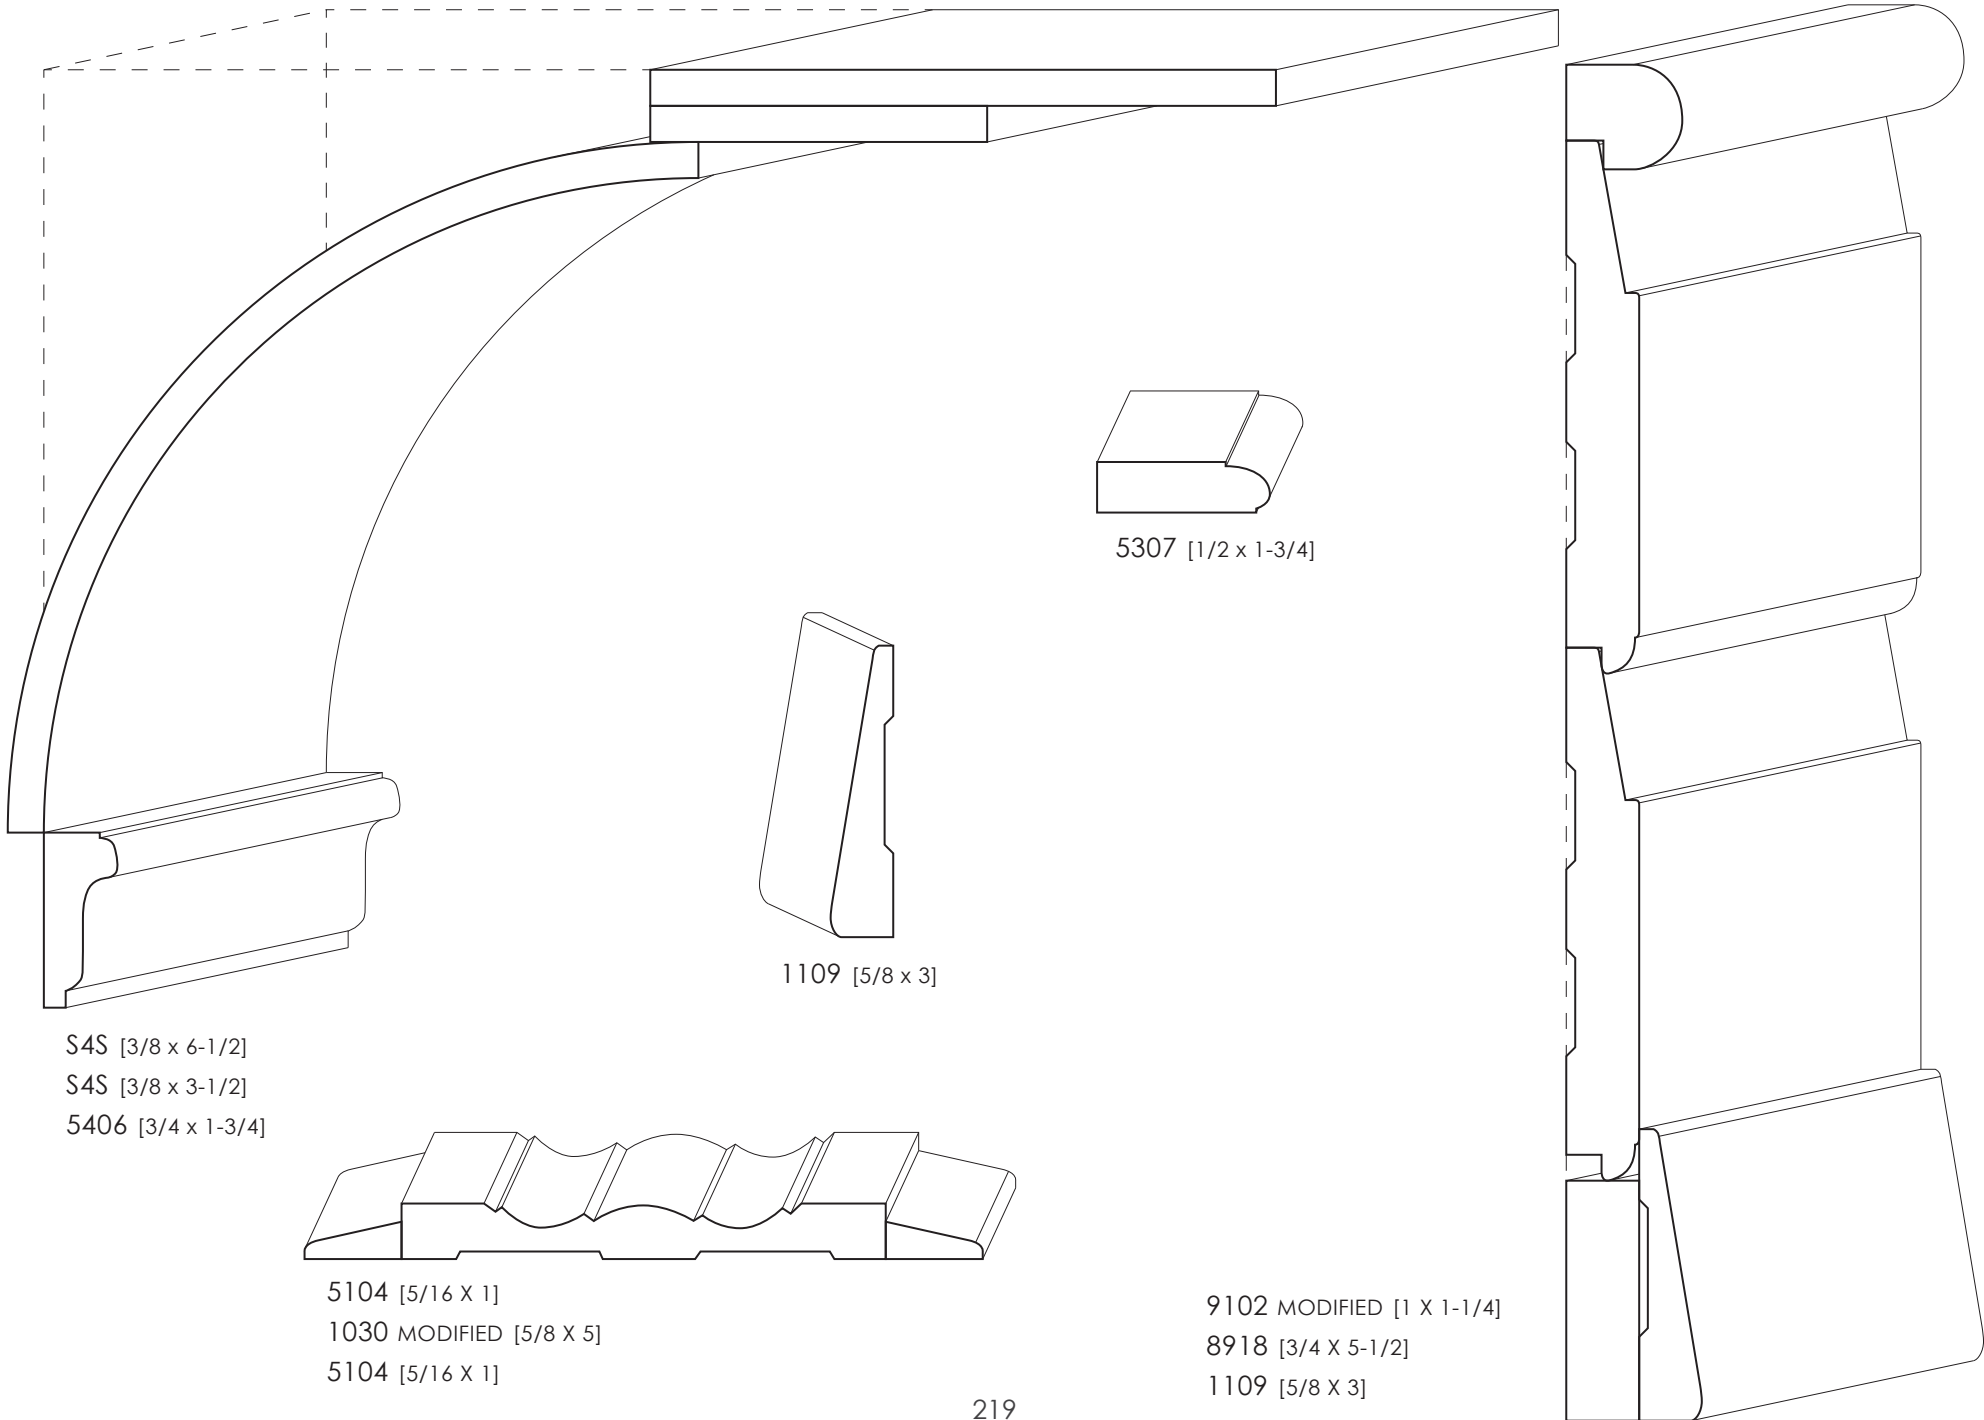 5307 [1/2 x 1-3/4]
1109 [5/8 x 3]
S4S [3/8 x 6-1/2]
S4S [3/8 x 3-1/2]
5406 [3/4 x 1-3/4]
5104 [5/16 X 1]
1030 MODIFIED [5/8 X 5]
5104 [5/16 X 1]
9102 MODIFIED [1 X 1-1/4]
8918 [3/4 X 5-1/2]
1109 [5/8 X 3]
219